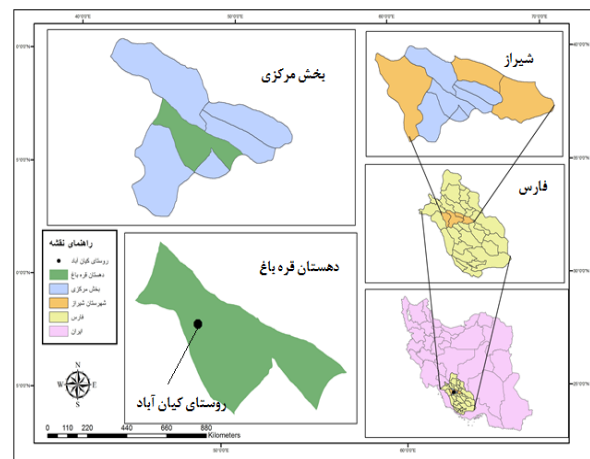 بخش مرکزی
شیراز
فارس
دهستان قره باغ
روستای کیان آباد
راهنمای نقشه
روستای کیان آباد
دهستان قره باغ
بخش مرکزی
شهرستان شیراز
فارس
ایران
N
W E
S
0 110 220 440 660 880
Kilometers